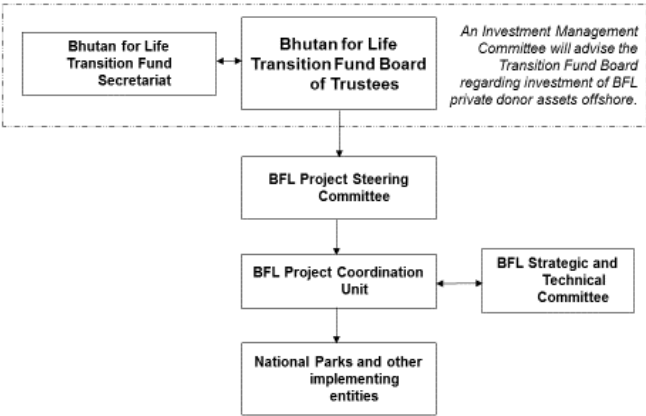 Bhutan for Life
Transition Fund
Secretariat
Bhutan for Life
Transition Fund Board
of Trustees
An Investment Management
Committee will advise the
Transition Fund Board
regarding investment of BFL
private donor assets offshore.
BFL Project Steering
Committee
BFL Project Coordination
Unit
BFL Strategic and
Technical
Committee
National Parks and other
implementing
entities